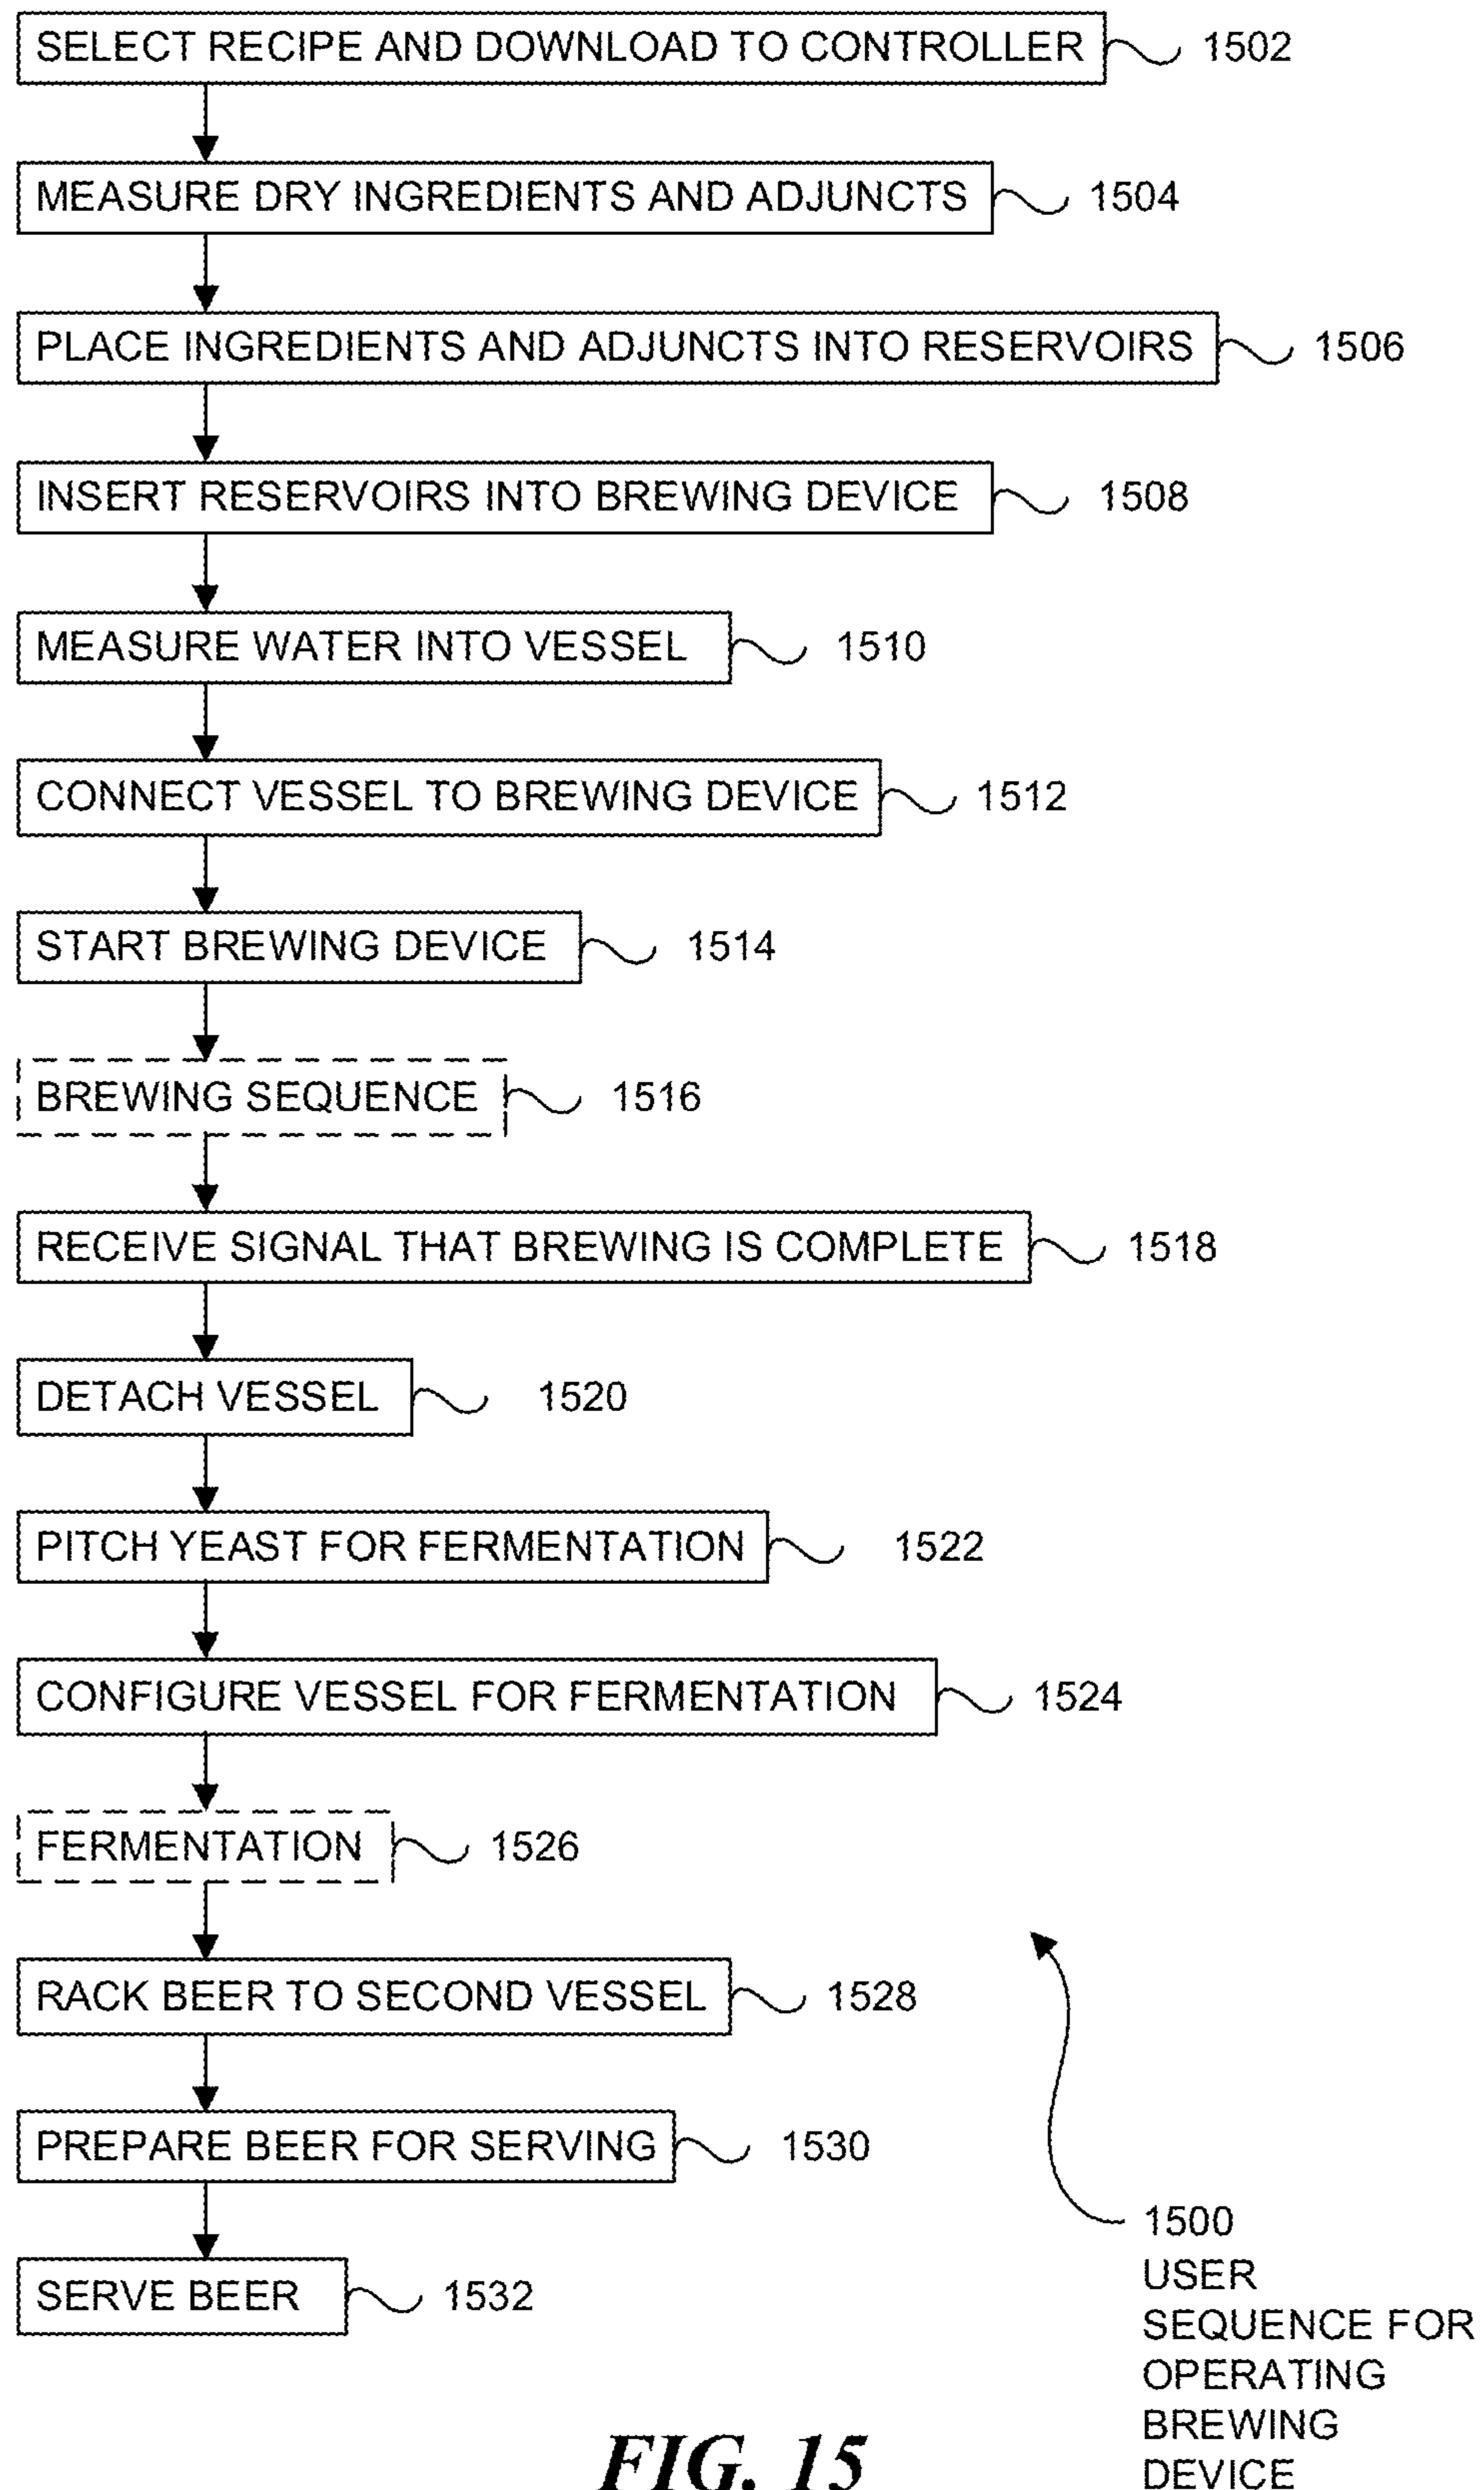 SELECT RECIPE AND DOWNLOAD TO CONTROLLER 1502
MEASURE DRY INGREDIENTS AND ADJUNCTS 1504
PLACE INGREDIENTS AND ADJUNCTS INTO RESERVOIRS 1506
INSERT RESERVOIRS INTO BREWING DEVICE 1508
MEASURE WATER INTO VESSEL 1510
CONNECT VESSEL TO BREWING DEVICE 1512
START BREWING DEVICE 1514
BREWING SEQUENCE 1516
RECEIVE SIGNAL THAT BREWING IS COMPLETE 1518
DETACH VESSEL 1520
PITCH YEAST FOR FERMENTATION 1522
CONFIGURE VESSEL FOR FERMENTATION 1524
FERMENTATION 1526
RACK BEER TO SECOND VESSEL 1528
PREPARE BEER FOR SERVING 1530
SERVE BEER 1532
1500
USER
SEQUENCE FOR
OPERATING
BREWING
DEVICE
FIG. 15